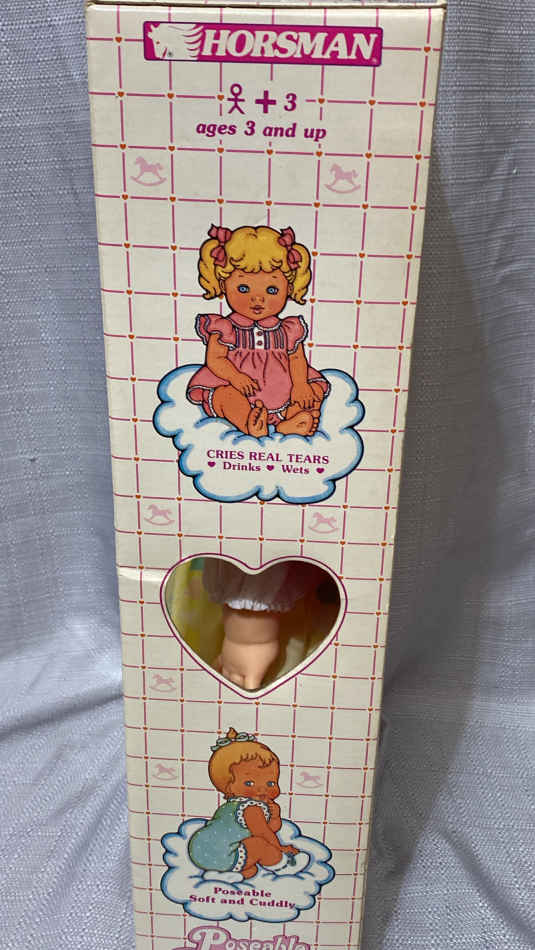 HORSMAN
+ 3
ages 3 and up
CRIES REAL TEARS
♥ Drinks ♥ Wets ♥
Poseable
Soft and Cuddly
Poseable